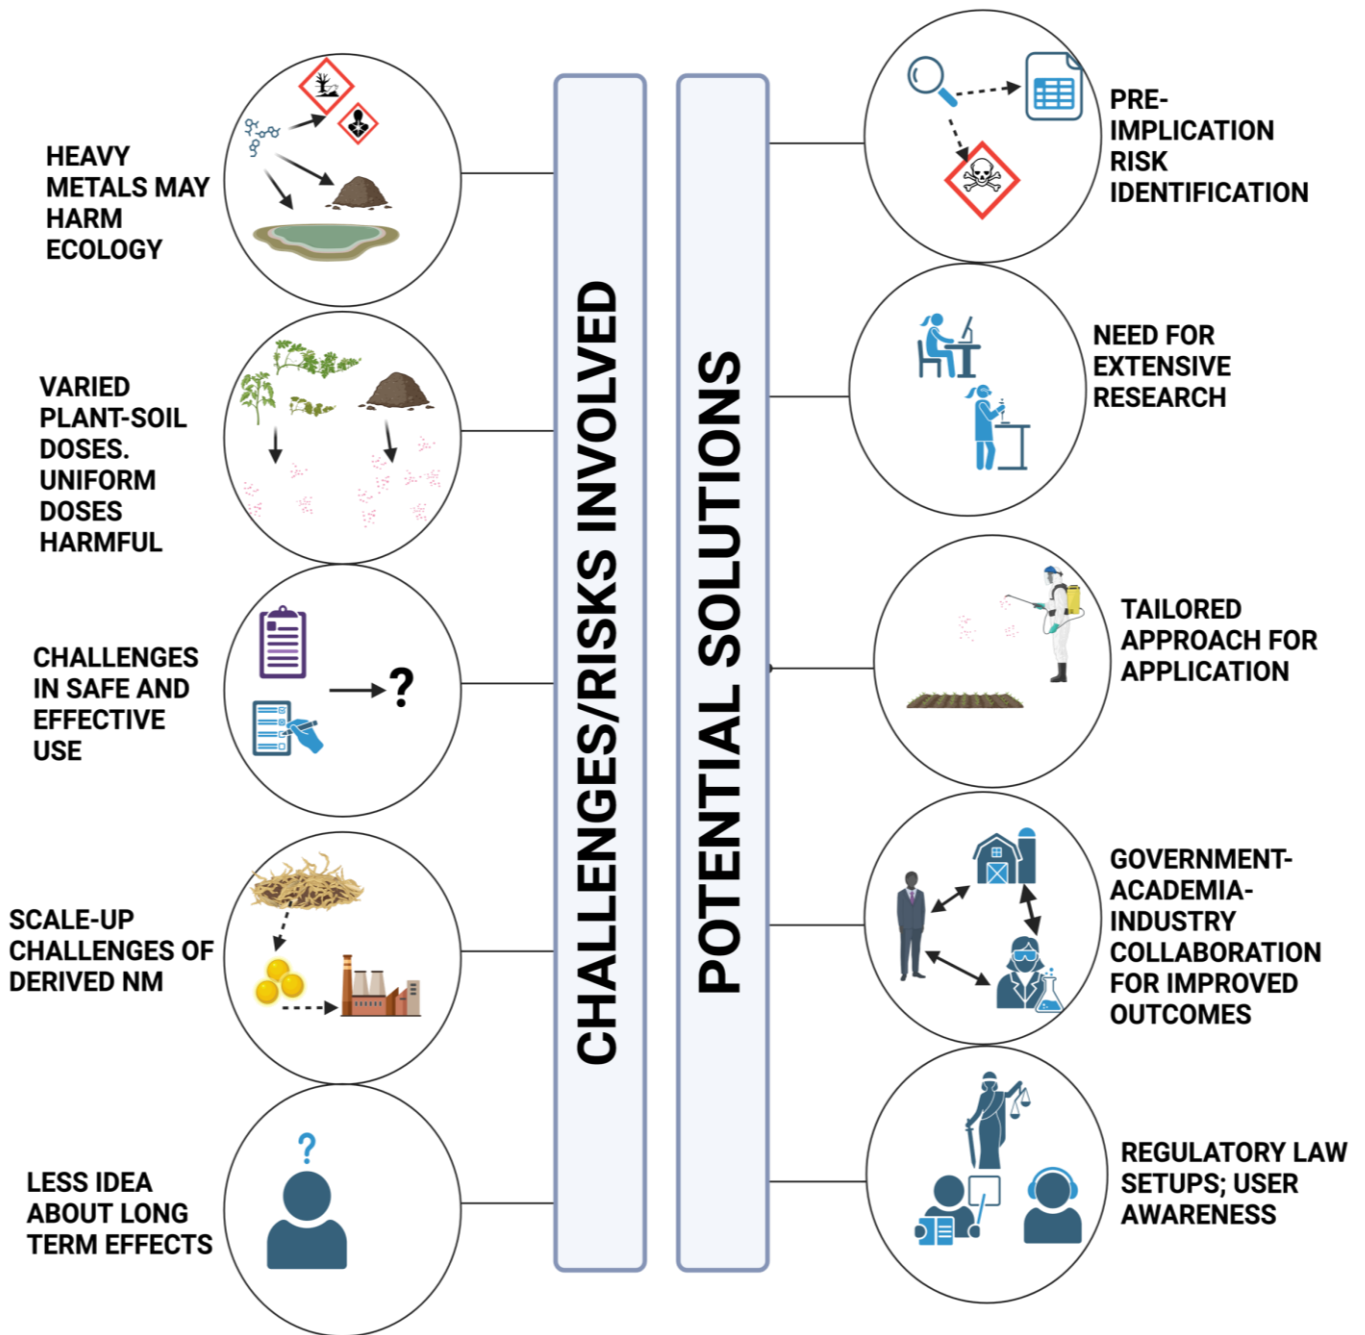 HEAVY
METALS MAY
HARM
ECOLOGY
VARIED
PLANT-SOIL
DOSES.
UNIFORM
DOSES
HARMFUL
CHALLENGES
IN SAFE AND
EFFECTIVE
USE
?
SCALE-UP
CHALLENGES OF
DERIVED NM
LESS IDEA
ABOUT LONG
TERM EFFECTS
?
CHALLENGES/RISKS INVOLVED
POTENTIAL SOLUTIONS
PRE-
IMPLICATION
RISK
IDENTIFICATION
NEED FOR
EXTENSIVE
RESEARCH
TAILORED
APPROACH FOR
APPLICATION
GOVERNMENT-
ACADEMIA-
INDUSTRY
COLLABORATION
FOR IMPROVED
OUTCOMES
REGULATORY LAW
SETUPS; USER
AWARENESS